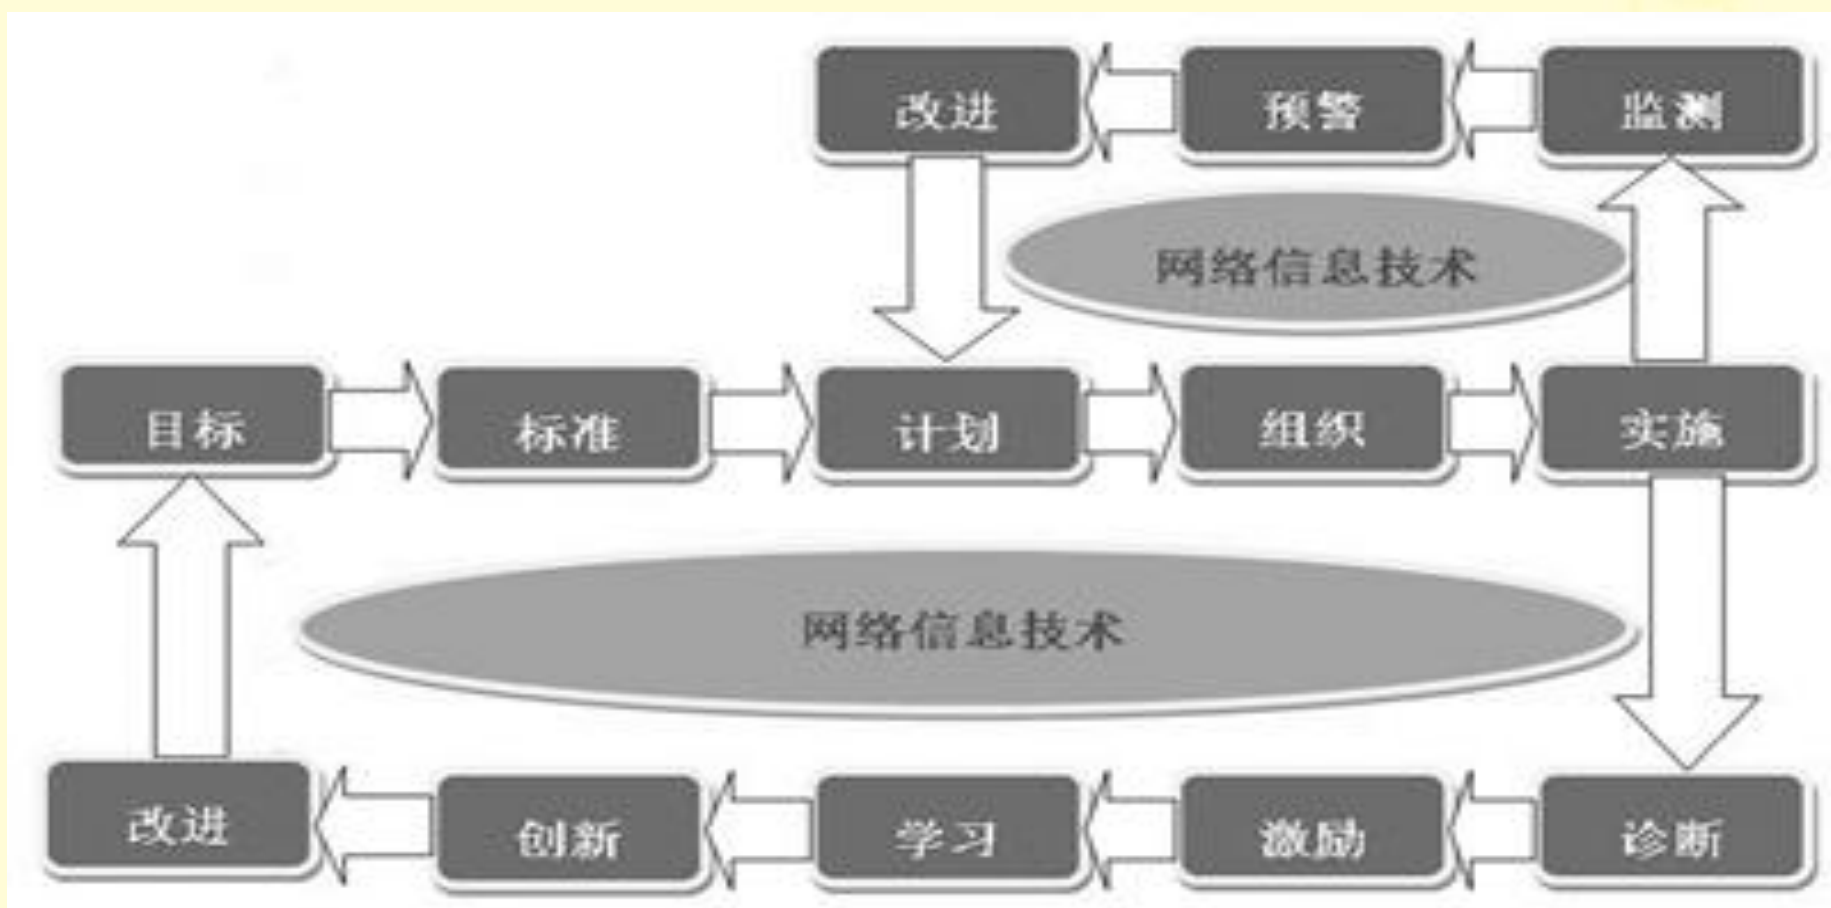 改进 预警 监测
网络信息技术
目标 标准 计划 组织 实施
网络信息技术
改进 创新 学习 激励 诊断